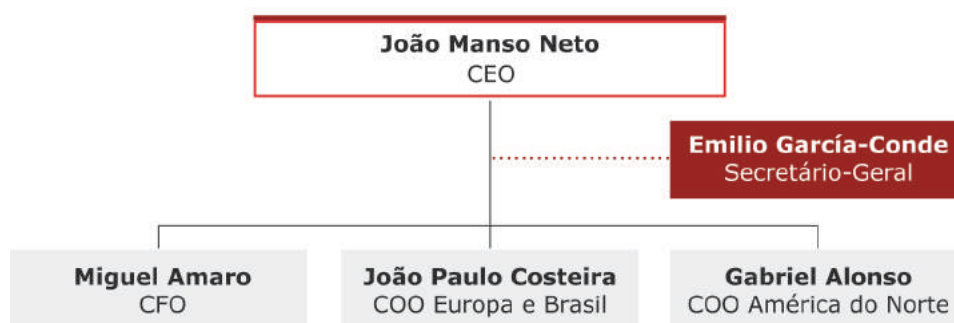 João Manso Neto
CEO
Emilio García-Conde
Secretário-Geral
Miguel Amaro
CFO
João Paulo Costeira
COO Europa e Brasil
Gabriel Alonso
COO América do Norte